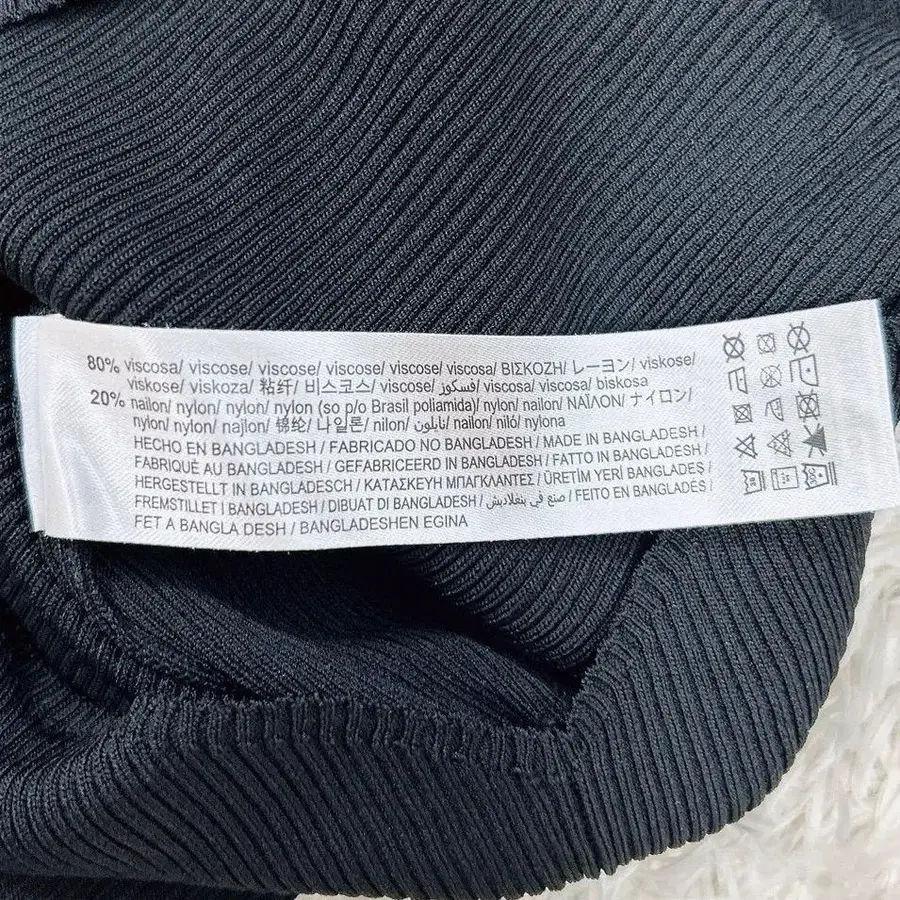 80% viscosa/ viscose/ viscose/ viscose/ viscose/ viscosa/ ΒΙΣΚΟΖΗ/ レーヨン/ viskose/
viskose/ viskoza/ 粘纤/ 비스코스/ viscose/ فسكوز/ viscosa/ viscosa/ biskosa
20% nailon/ nylon/ nylon/ nylon (so p/o Brasil poliamida)/ nylon/ nailon/ ΝΑΪΛΟΝ/ ナイロン/
nylon/ nylon/ najlon/ 锦纶/ 나일론/ nilon/ نايلون/ nailon/ niló/ nylona
HECHO EN BANGLADESH / FABRICADO NO BANGLADESH / MADE IN BANGLADESH /
FABRIQUÉ AU BANGLADESH / GEFABRICEERD IN BANGLADESH / FATTO IN BANGLADESH /
HERGESTELLT IN BANGLADESCH / ΚΑΤΑΣΚΕΥΗ ΜΠΑΓΚΛΑΝΤΕΣ / ÜRETİM YERİ BANGLADEŞ /
FREMSTILLET I BANGLADESH / DIBUAT DI BANGLADESH / صنع في بنغلاديش / FEITO EN BANGLADÉS /
FET A BANGLA DESH / BANGLADESHEN EGINA